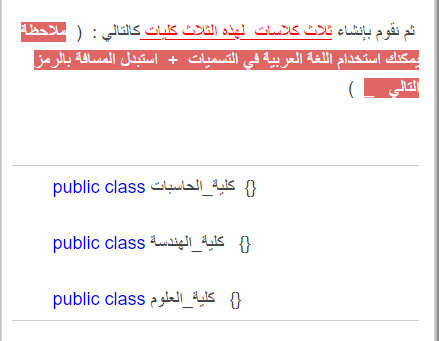 ثم نقوم بإنشاء ثلاث كلاسات لهذه الثلاث كليات كالتالي : ( ملاحظة
يمكنك استخدام اللغة العربية في التسميات + استبدل المسافة بالرمز
التالي _ )
public class كلية_الحاسبات {}
public class كلية_الهندسة {}
public class كلية_العلوم {}